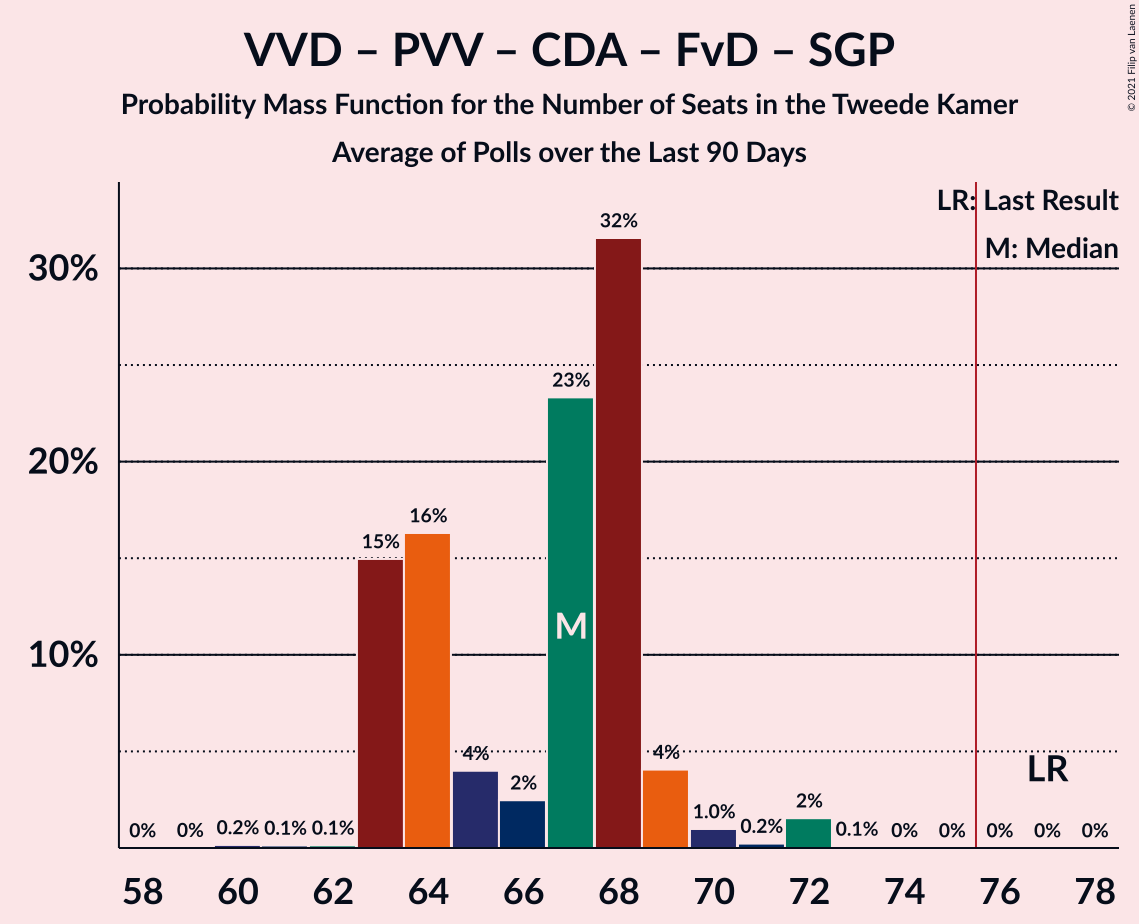 VVD – PVV – CDA – FvD – SGP
Probability Mass Function for the Number of Seats in the Tweede Kamer
Average of Polls over the Last 90 Days
© 2021 Filip van Laenen
LR: Last Result
M: Median
30%
20%
10%
0% 0% 0.2% 0.1% 0.1% 15% 16% 4% 2% 23% 32% 4% 1.0% 0.2% 2% 0.1% 0% 0% 0% 0% 0%
M
LR
58 60 62 64 66 68 70 72 74 76 78